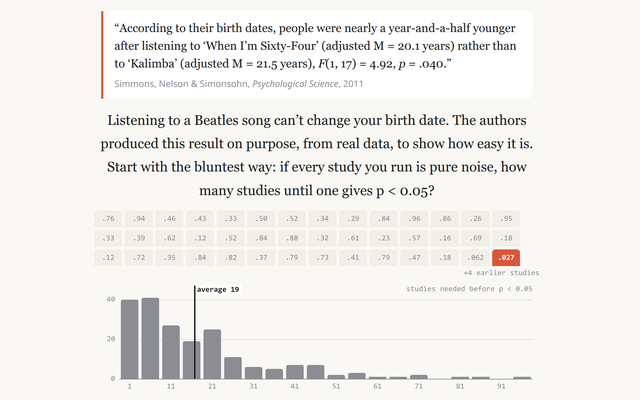 “According to their birth dates, people were nearly a year-and-a-half younger
after listening to ‘When I’m Sixty-Four’ (adjusted M = 20.1 years) rather than
to ‘Kalimba’ (adjusted M = 21.5 years), F(1, 17) = 4.92, p = .040.”
Simmons, Nelson & Simonsohn, Psychological Science, 2011
Listening to a Beatles song can’t change your birth date. The authors
produced this result on purpose, from real data, to show how easy it is.
Start with the bluntest way: if every study you run is pure noise, how
many studies until one gives p < 0.05?
.76 .94 .46 .43 .33 .50 .52 .34 .29 .84 .96 .86 .26 .95
.33 .39 .62 .12 .52 .84 .88 .32 .61 .23 .57 .16 .69 .18
.12 .72 .35 .84 .82 .37 .79 .73 .41 .79 .47 .18 .062 .027
+4 earlier studies
average 19
studies needed before p < 0.05
40
20
0
1 11 21 31 41 51 61 71 81 91